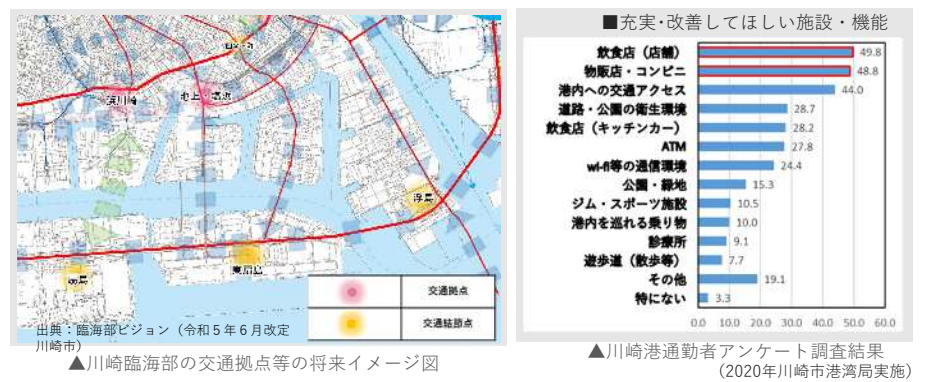 浜川崎
池上・塩浜
浮島
東扇島
扇島
交通拠点
交通結節点
出典：臨海部ビジョン（令和５年６月改定
川崎市）
▲川崎臨海部の交通拠点等の将来イメージ図
■充実･改善してほしい施設・機能
飲食店（店舗） 49.8
物販店・コンビニ 48.8
港内への交通アクセス 44.0
道路・公園の衛生環境 28.7
飲食店（キッチンカー） 28.2
ATM 27.8
wi-fi等の通信環境 24.4
公園・緑地 15.3
ジム・スポーツ施設 10.5
港内を巡れる乗り物 10.0
診療所 9.1
遊歩道（散歩等） 7.7
その他 19.1
特にない 3.3
0.0 10.0 20.0 30.0 40.0 50.0 60.0
▲川崎港通勤者アンケート調査結果
（2020年川崎市港湾局実施）